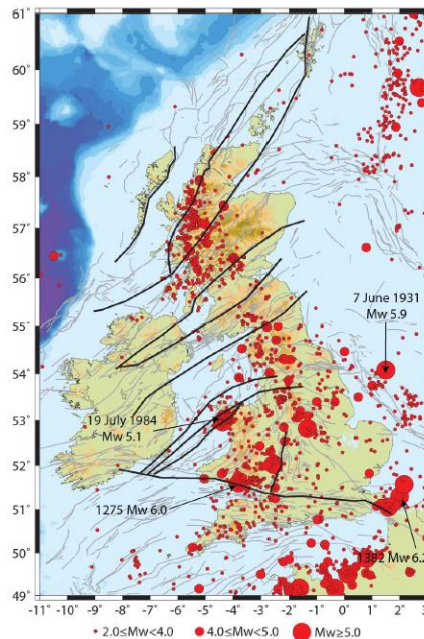 61°
60°
59°
58°
57°
56°
55°
54°
53°
52°
51°
50°
49°
7 June 1931
Mw 5.9
19 July 1984
Mw 5.1
1275 Mw 6.0
1382 Mw 6.2
-11° -10° -9° -8° -7° -6° -5° -4° -3° -2° -1° 0° 1° 2° 3°
2.0≤Mw<4.0 4.0≤Mw<5.0 Mw≥5.0